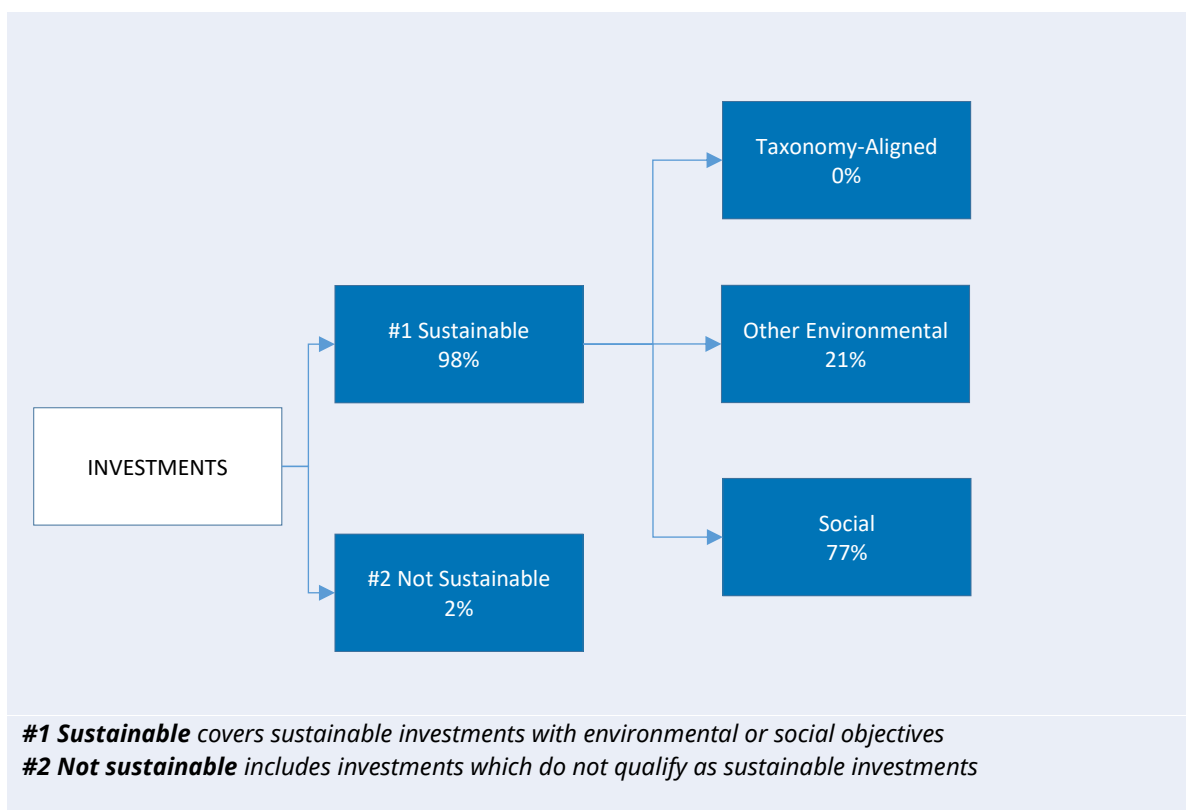 Taxonomy-Aligned
0%
#1 Sustainable
98%
Other Environmental
21%
INVESTMENTS
Social
77%
#2 Not Sustainable
2%
#1 Sustainable covers sustainable investments with environmental or social objectives
#2 Not sustainable includes investments which do not qualify as sustainable investments